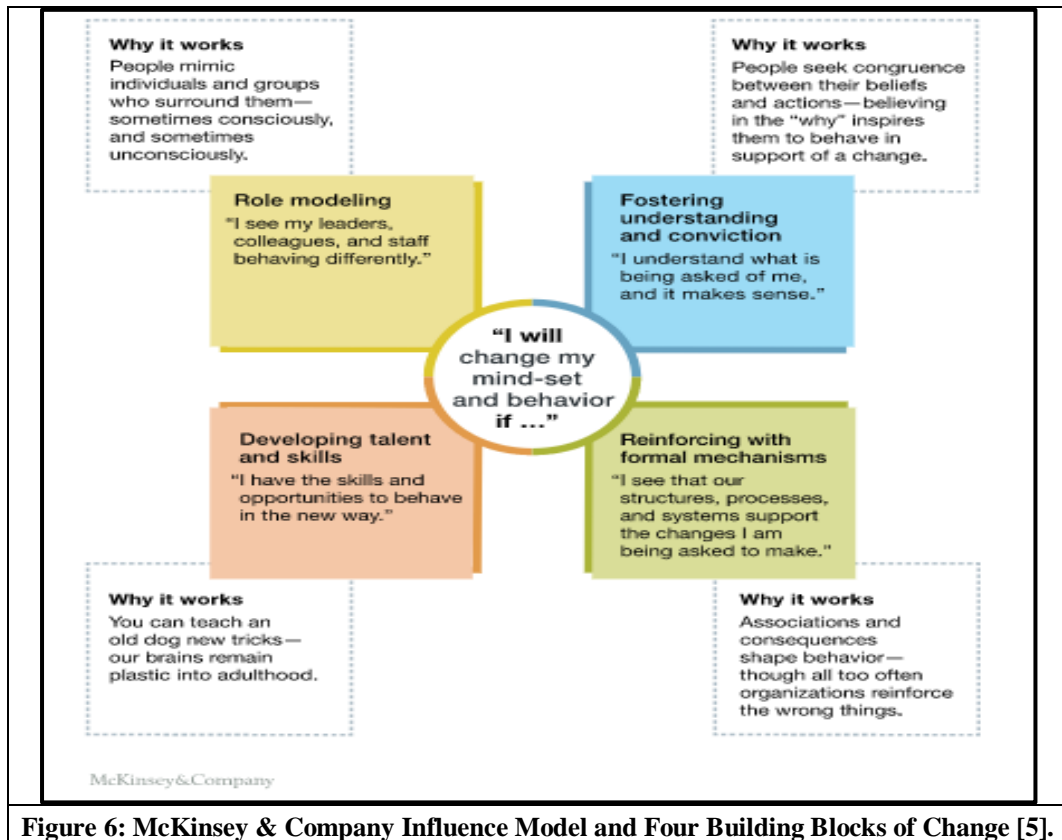 Why it works
People mimic
individuals and groups
who surround them—
sometimes consciously,
and sometimes
unconsciously.
Why it works
People seek congruence
between their beliefs
and actions—believing
in the “why” inspires
them to behave in
support of a change.
Role modeling
“I see my leaders,
colleagues, and staff
behaving differently.”
Fostering
understanding
and conviction
“I understand what is
being asked of me,
and it makes sense.”
“I will
change my
mind-set
and behavior
if ...”
Developing talent
and skills
“I have the skills and
opportunities to behave
in the new way.”
Reinforcing with
formal mechanisms
“I see that our
structures, processes,
and systems support
the changes I am
being asked to make.”
Why it works
You can teach an
old dog new tricks—
our brains remain
plastic into adulthood.
Why it works
Associations and
consequences
shape behavior—
though all too often
organizations reinforce
the wrong things.
McKinsey&Company
Figure 6: McKinsey & Company Influence Model and Four Building Blocks of Change [5].